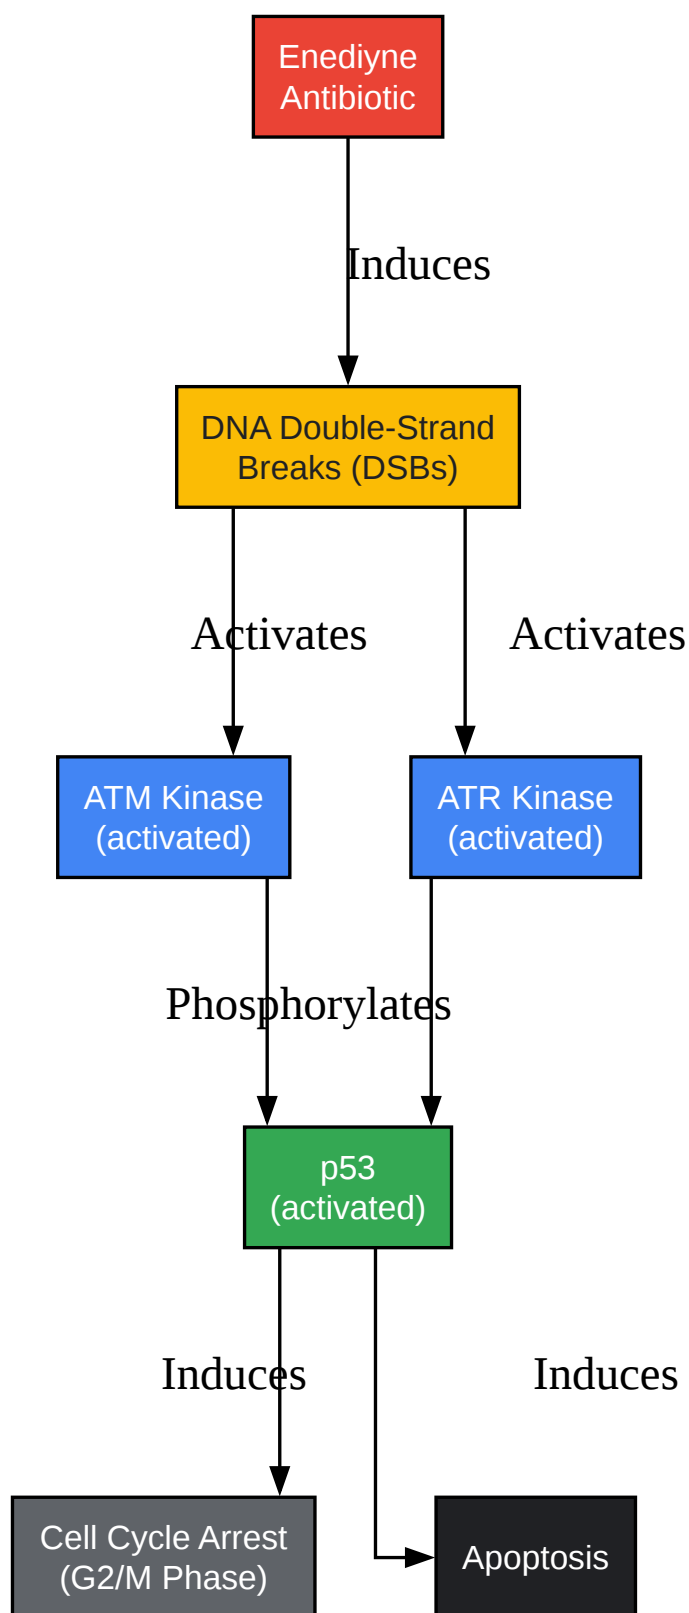 Enediyne
Antibiotic
Induces
DNA Double-Strand
Breaks (DSBs)
Activates
Activates
ATM Kinase
(activated)
ATR Kinase
(activated)
Phosphorylates
p53
(activated)
Induces
Induces
Cell Cycle Arrest
(G2/M Phase)
Apoptosis